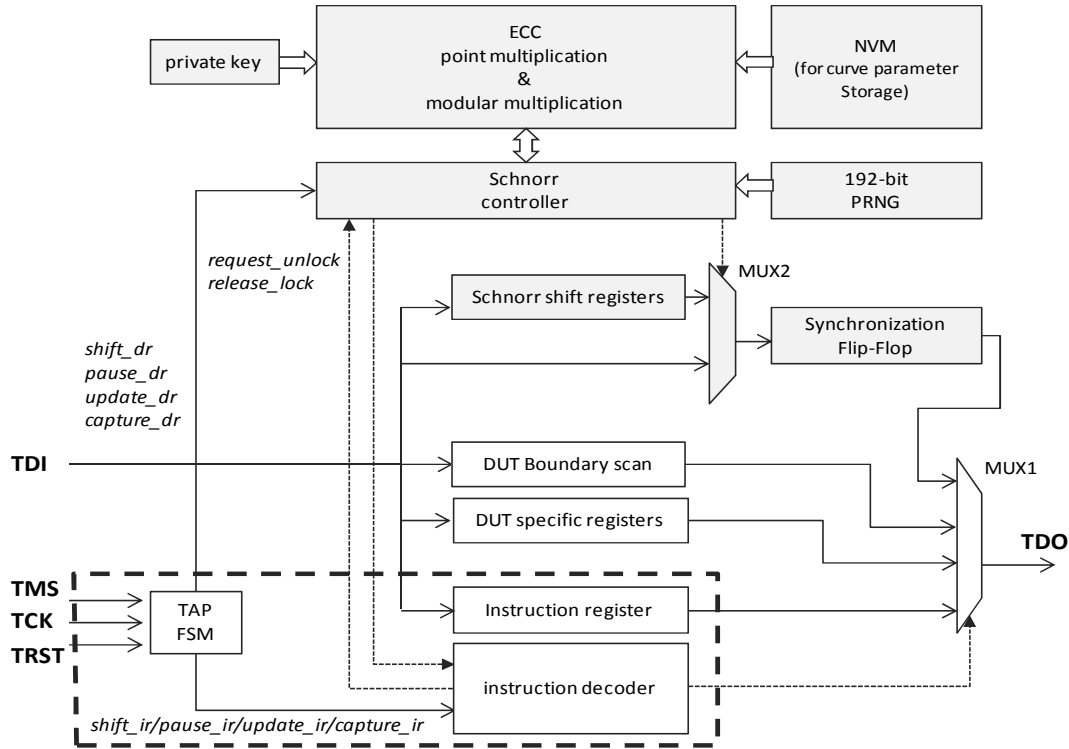 ECC
point multiplication
&
modular multiplication
private key
NVM
(for curve parameter
Storage)
Schnorr
controller
192-bit
PRNG
request_unlock
release_lock
MUX2
Schnorr shift registers
Synchronization
Flip-Flop
shift_dr
pause_dr
update_dr
capture_dr
TDI
DUT Boundary scan
MUX1
DUT specific registers
TDO
TMS
TCK
TRST
TAP
FSM
Instruction register
instruction decoder
shift_ir/pause_ir/update_ir/capture_ir